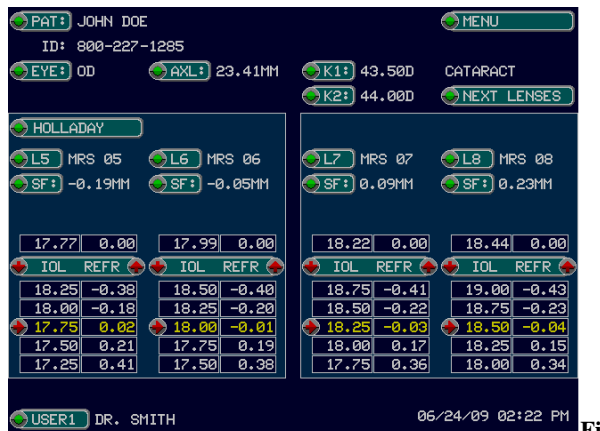 PAT: JOHN DOE MENU
ID: 800-227-1285
EYE: OD AXL: 23.41MM K1: 43.50D CATARACT
K2: 44.00D NEXT LENSES
HOLLADAY
L5 MRS 05 L6 MRS 06 L7 MRS 07 L8 MRS 08
SF: -0.19MM SF: -0.05MM SF: 0.09MM SF: 0.23MM
17.77 0.00 17.99 0.00 18.22 0.00 18.44 0.00
IOL REFR IOL REFR IOL REFR IOL REFR
18.25 -0.38 18.50 -0.40 18.75 -0.41 19.00 -0.43
18.00 -0.18 18.25 -0.20 18.50 -0.22 18.75 -0.23
17.75 0.02 18.00 -0.01 18.25 -0.03 18.50 -0.04
17.50 0.21 17.75 0.19 18.00 0.17 18.25 0.15
17.25 0.41 17.50 0.38 17.75 0.36 18.00 0.34
USER1 DR. SMITH 06/24/09 02:22 PM